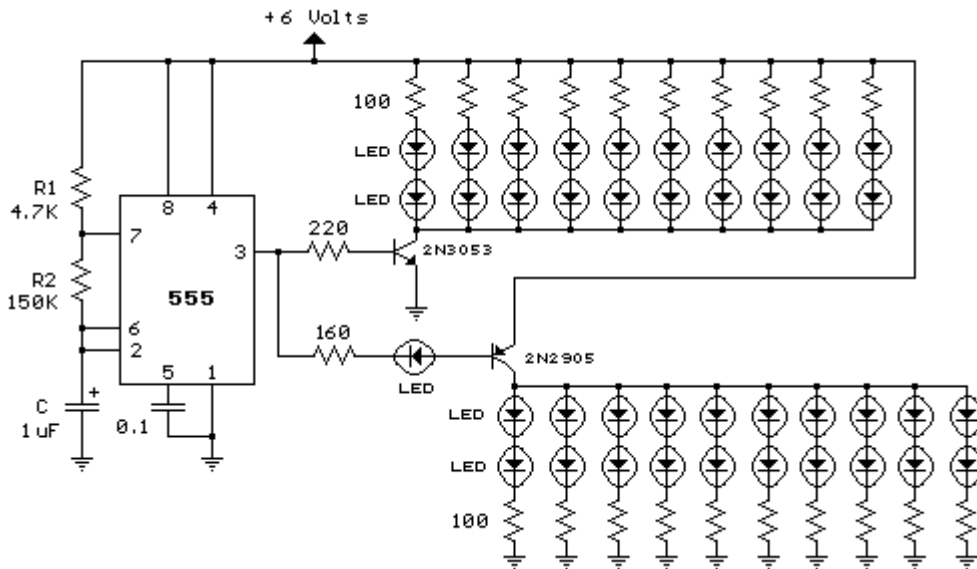 +6 Volts
100
LED
LED
R1
4.7K
8 4
7
220
3
2N3053
R2
150K
555
6
160
2
2N2905
5 1
LED
C +
1uF
0.1
LED
LED
100